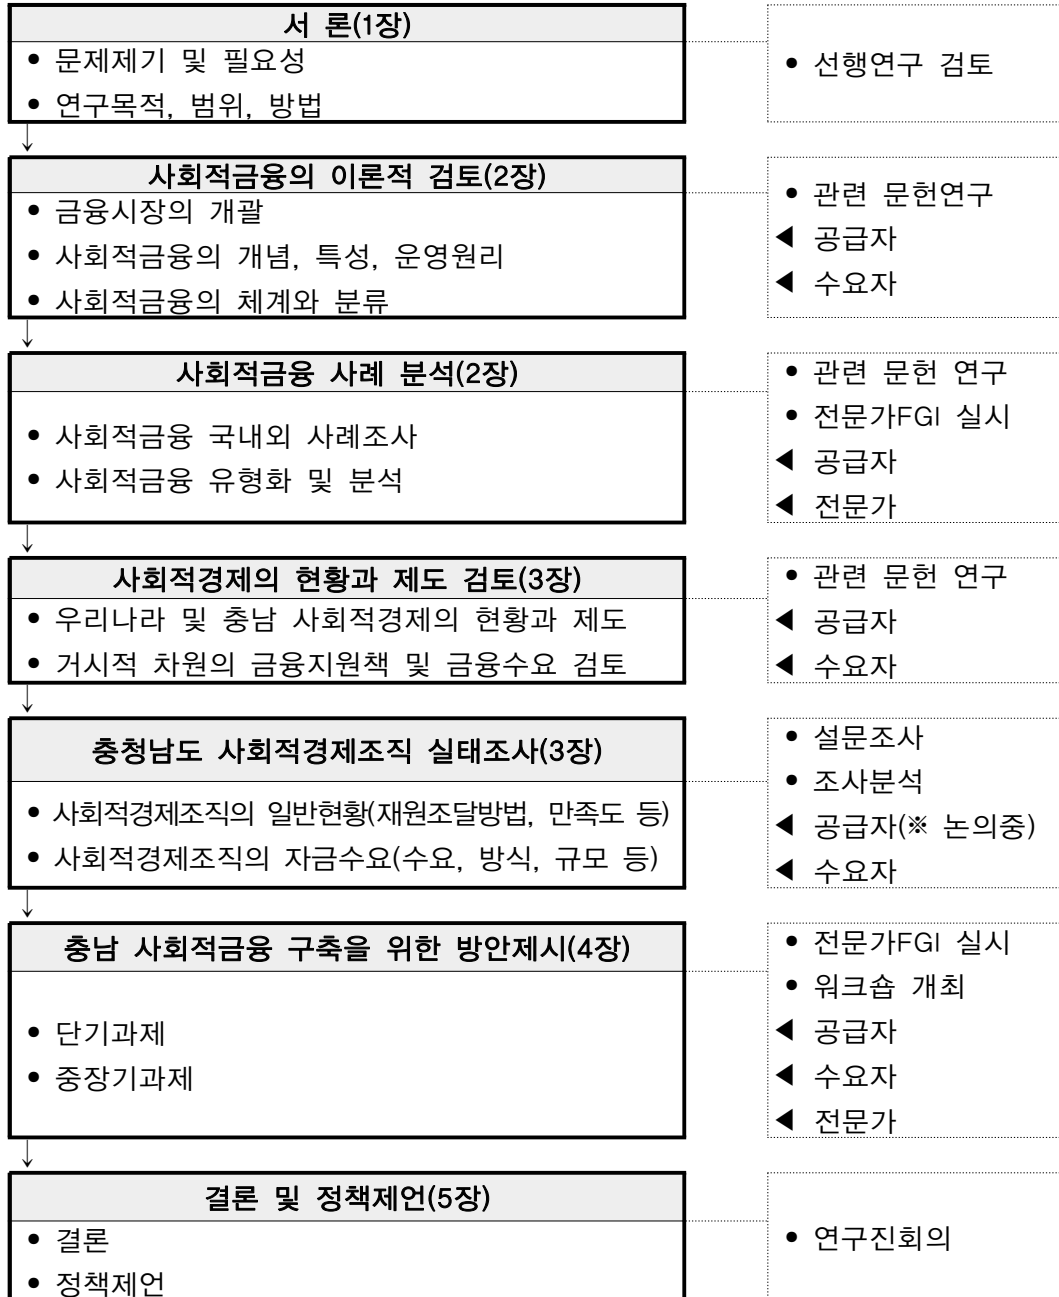 서 론(1장)
• 문제제기 및 필요성
• 연구목적, 범위, 방법
• 선행연구 검토
사회적금융의 이론적 검토(2장)
• 금융시장의 개괄
• 사회적금융의 개념, 특성, 운영원리
• 사회적금융의 체계와 분류
• 관련 문헌연구
◀ 공급자
◀ 수요자
사회적금융 사례 분석(2장)
• 사회적금융 국내외 사례조사
• 사회적금융 유형화 및 분석
• 관련 문헌 연구
• 전문가FGI 실시
◀ 공급자
◀ 전문가
사회적경제의 현황과 제도 검토(3장)
• 우리나라 및 충남 사회적경제의 현황과 제도
• 거시적 차원의 금융지원책 및 금융수요 검토
• 관련 문헌 연구
◀ 공급자
◀ 수요자
충청남도 사회적경제조직 실태조사(3장)
• 사회적경제조직의 일반현황(재원조달방법, 만족도 등)
• 사회적경제조직의 자금수요(수요, 방식, 규모 등)
• 설문조사
• 조사분석
◀ 공급자(※ 논의중)
◀ 수요자
충남 사회적금융 구축을 위한 방안제시(4장)
• 단기과제
• 중장기과제
• 전문가FGI 실시
• 워크숍 개최
◀ 공급자
◀ 수요자
◀ 전문가
결론 및 정책제언(5장)
• 결론
• 정책제언
• 연구진회의